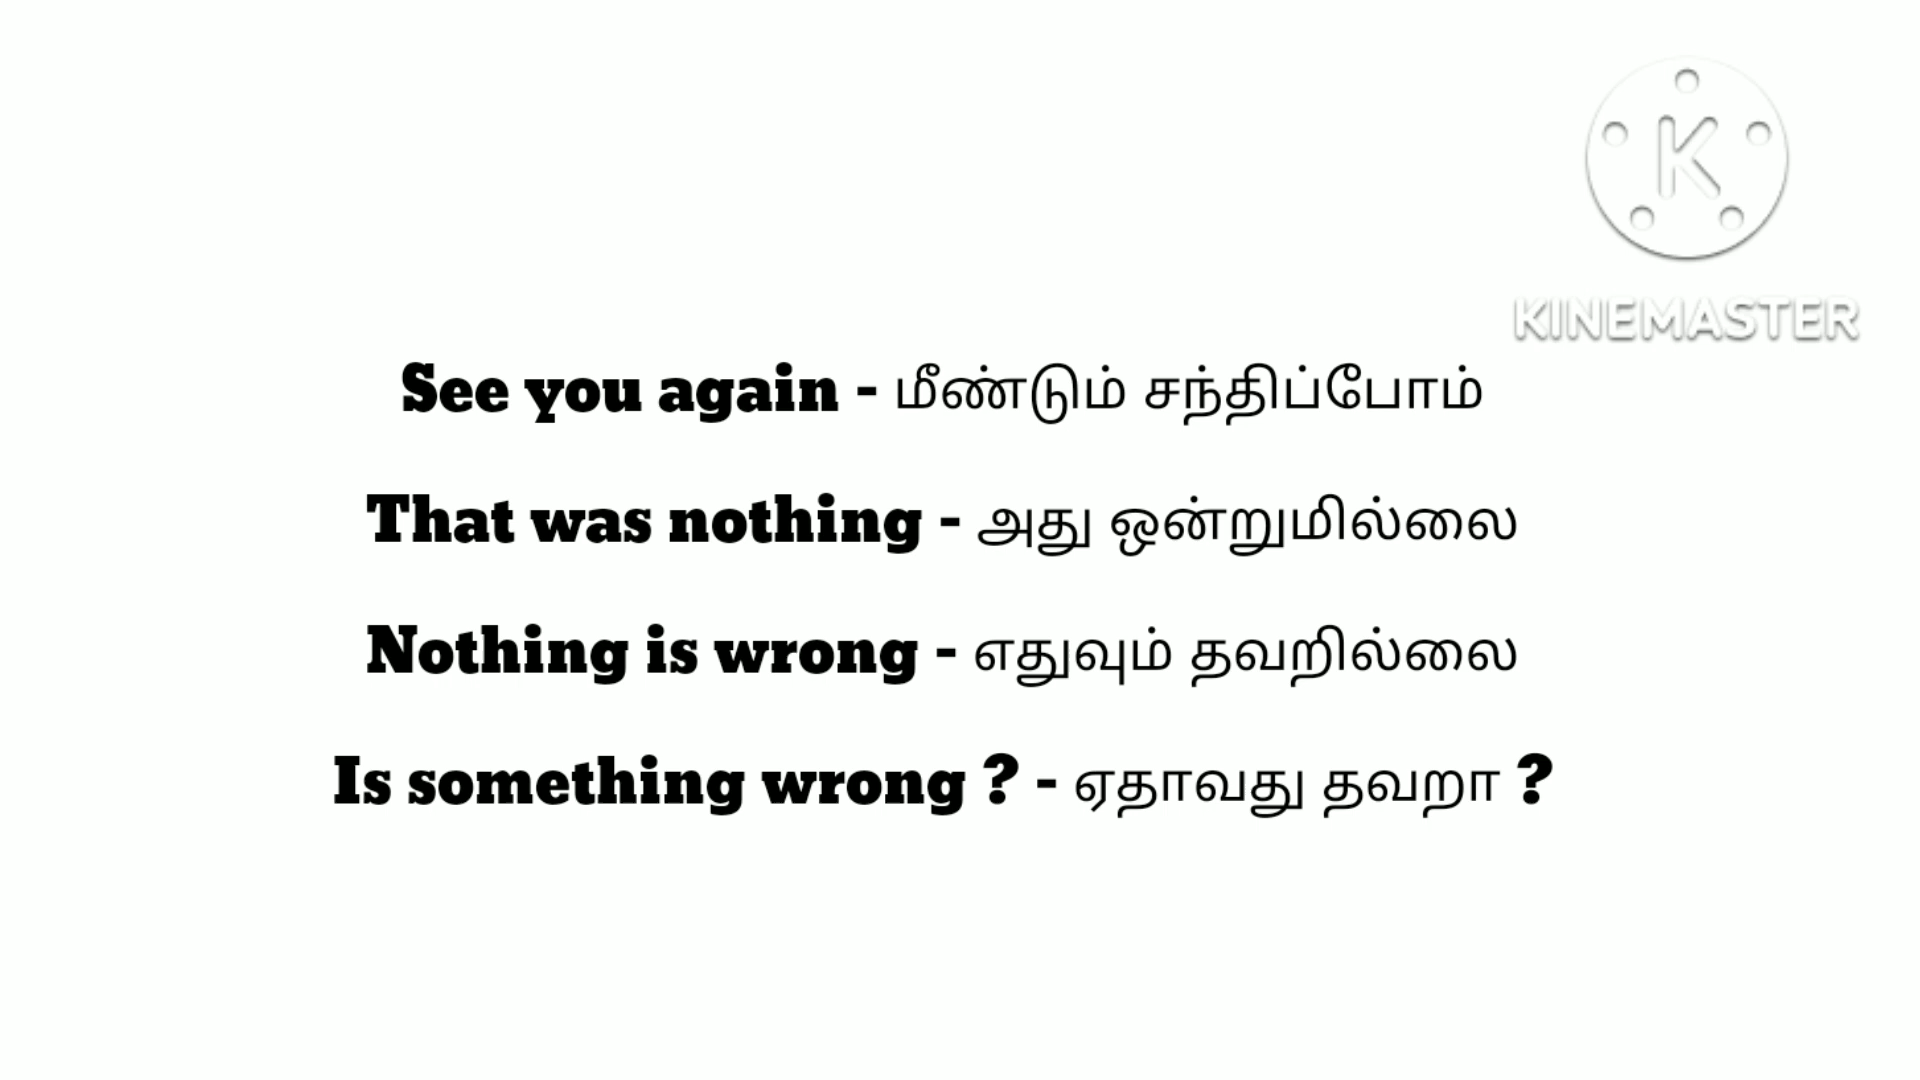 K
KINEMASTER
See you again - மீண்டும் சந்திப்போம்
That was nothing - அது ஒன்றுமில்லை
Nothing is wrong - எதுவும் தவறில்லை
Is something wrong ? - ஏதாவது தவறா ?